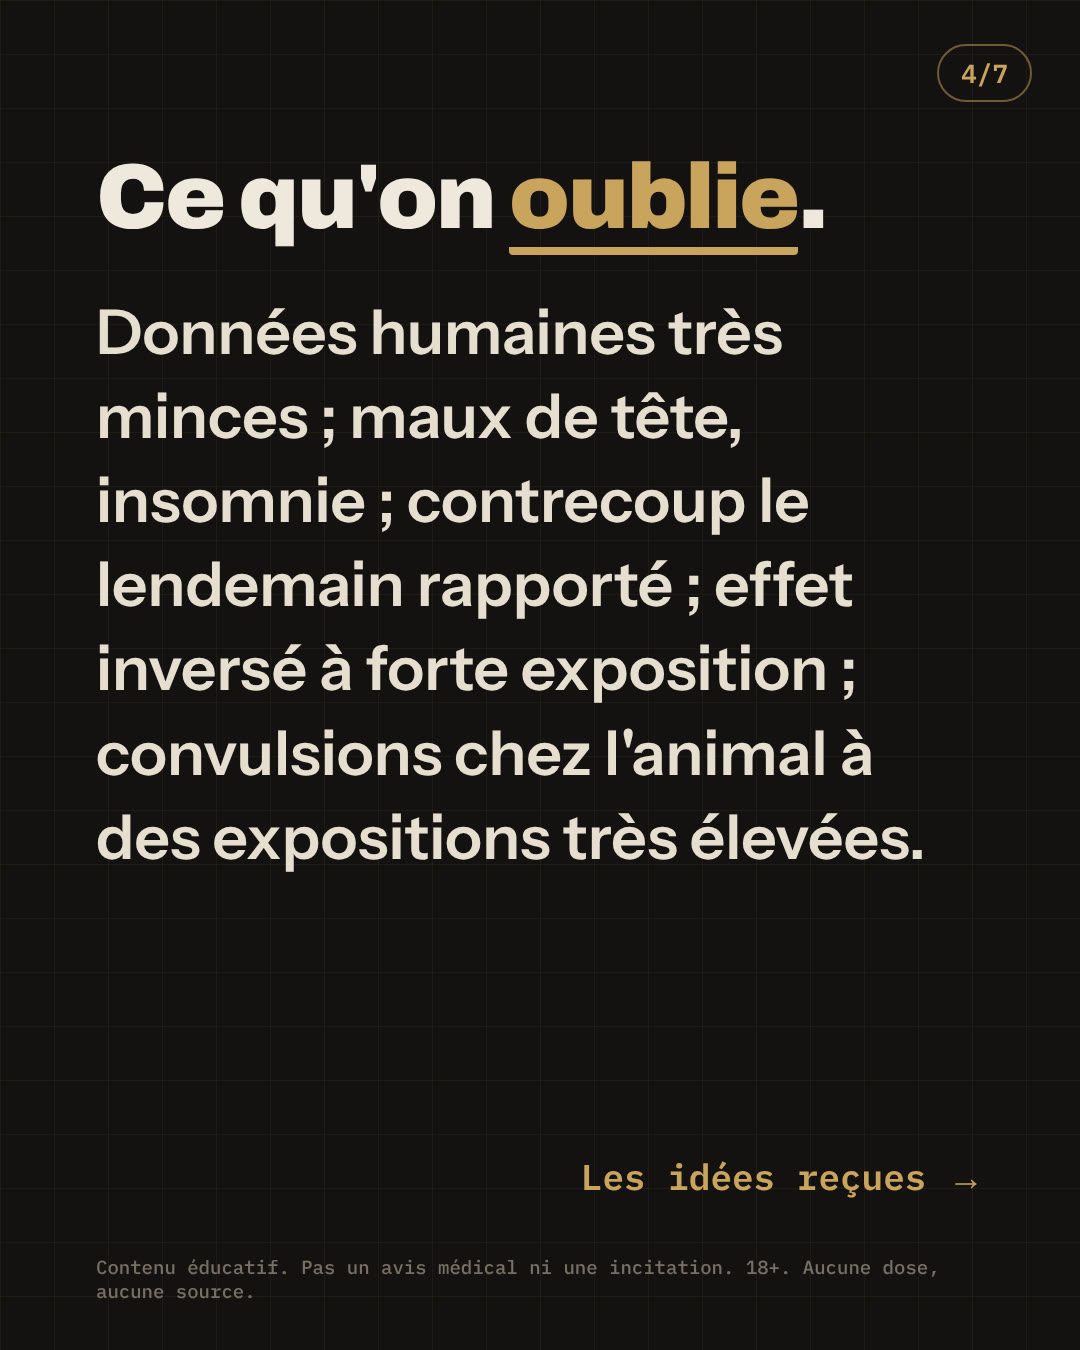 4/7
Ce qu'on oublie.
Données humaines très
minces ; maux de tête,
insomnie ; contrecoup le
lendemain rapporté ; effet
inversé à forte exposition ;
convulsions chez l'animal à
des expositions très élevées.
Les idées reçues →
Contenu éducatif. Pas un avis médical ni une incitation. 18+. Aucune dose,
aucune source.